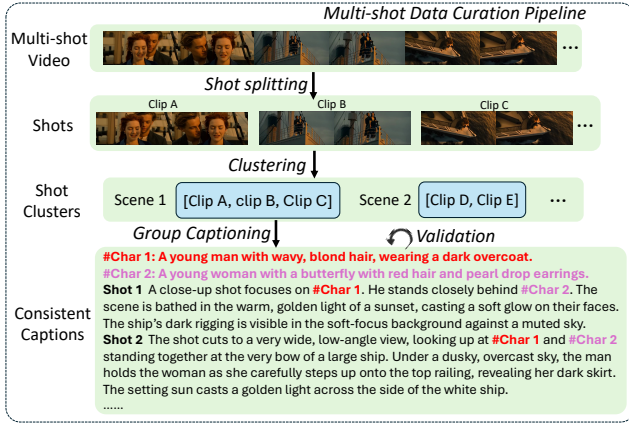 Multi-shot Data Curation Pipeline
Multi-shot
Video
...
Shot splitting
Clip A
Clip B
Clip C
Shots
...
Clustering
Shot
Clusters
Scene 1
[Clip A, clip B, Clip C]
Scene 2
[Clip D, Clip E]
...
Group Captioning
Validation
Consistent
Captions
#Char 1: A young man with wavy, blond hair, wearing a dark overcoat.
#Char 2: A young woman with a butterfly with red hair and pearl drop earrings.
Shot 1 A close-up shot focuses on #Char 1. He stands closely behind #Char 2. The
scene is bathed in the warm, golden light of a sunset, casting a soft glow on their faces.
The ship's dark rigging is visible in the soft-focus background against a muted sky.
Shot 2 The shot cuts to a very wide, low-angle view, looking up at #Char 1 and #Char 2
standing together at the very bow of a large ship. Under a dusky, overcast sky, the man
holds the woman as she carefully steps up onto the top railing, revealing her dark skirt.
The setting sun casts a golden light across the side of the white ship.
......